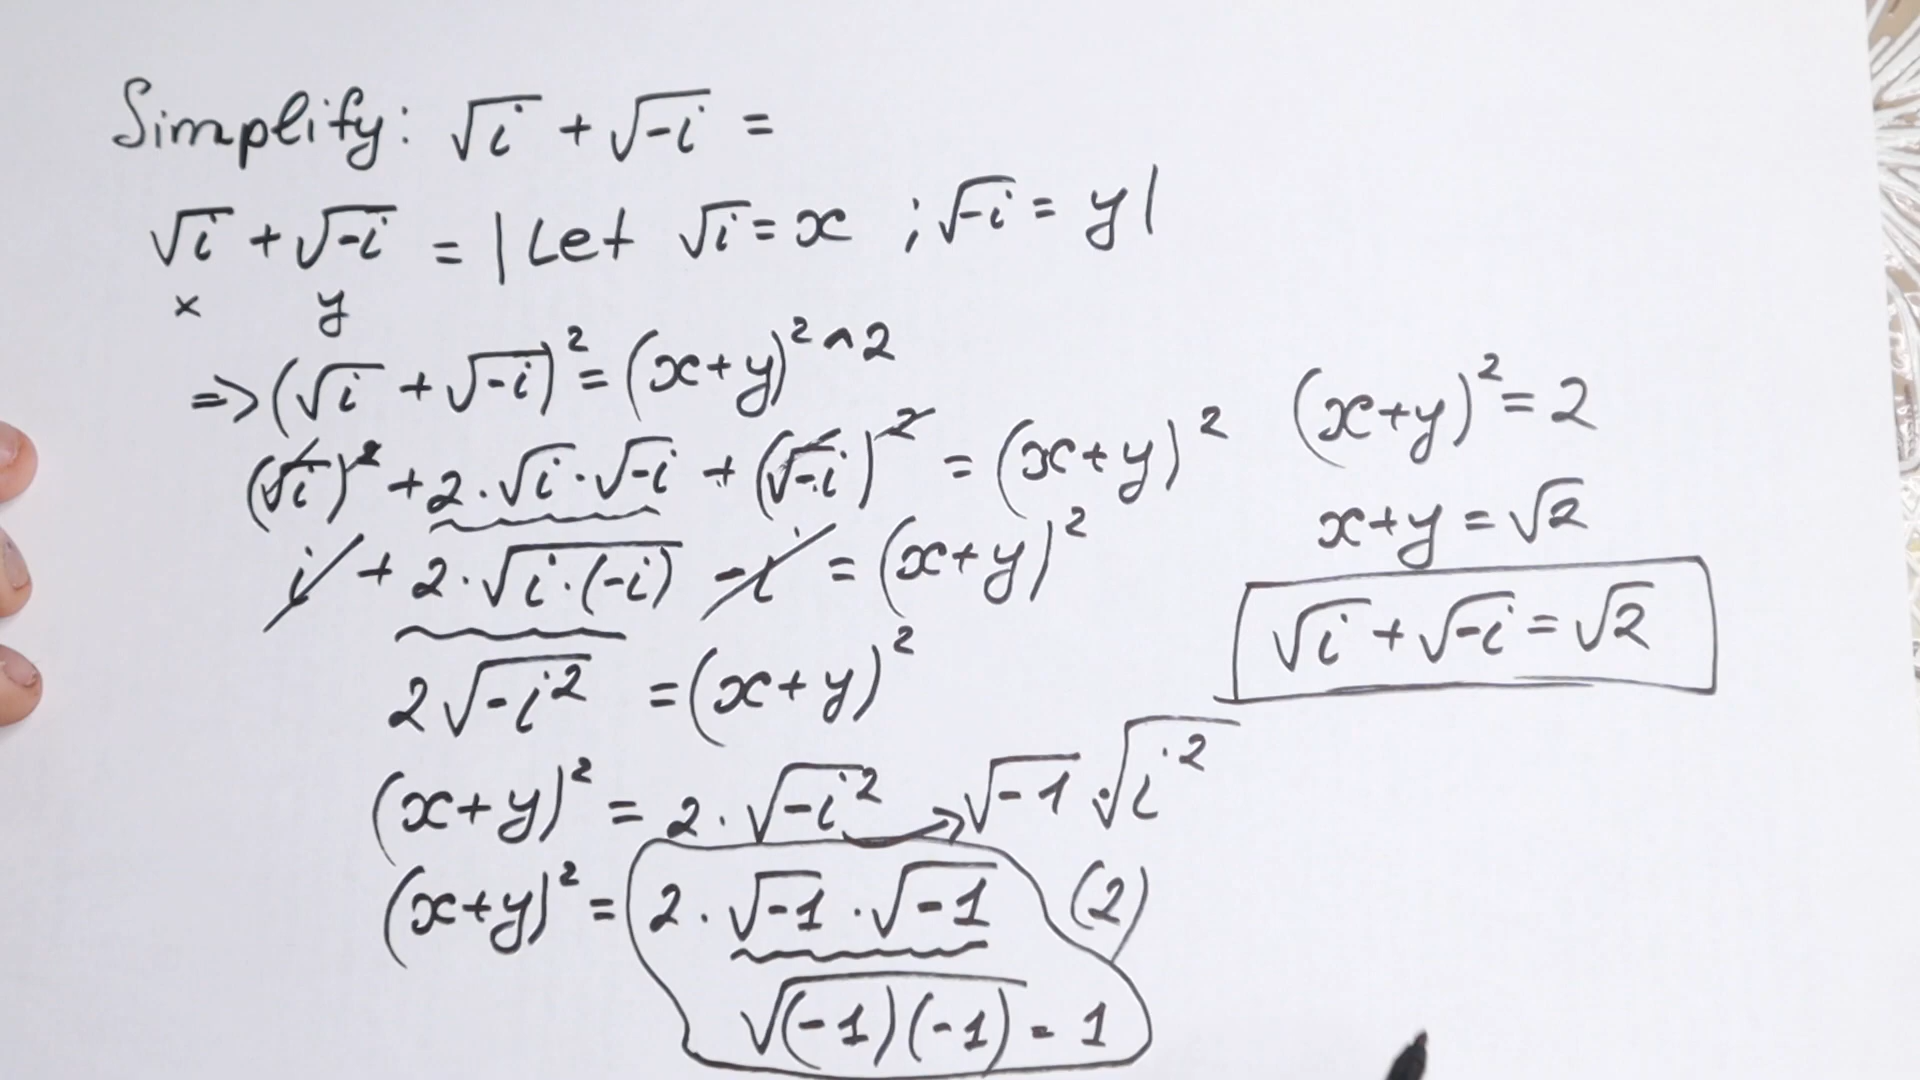 Simplify: √i + √-i =
√i + √-i = | Let √i = x ; √-i = y |
x y
=> (√i + √-i)² = (x+y)² ^2
(√i)² + 2·√i·√-i + (√-i)² = (x+y)²
i + 2·√i·(-i) -i = (x+y)²
2√-i² = (x+y)²
(x+y)² = 2·√-i² → √-1 · √i²
(x+y)² = 2·√-1·√-1 (2)
√(-1)(-1) = 1
(x+y)² = 2
x+y = √2
√i + √-i = √2